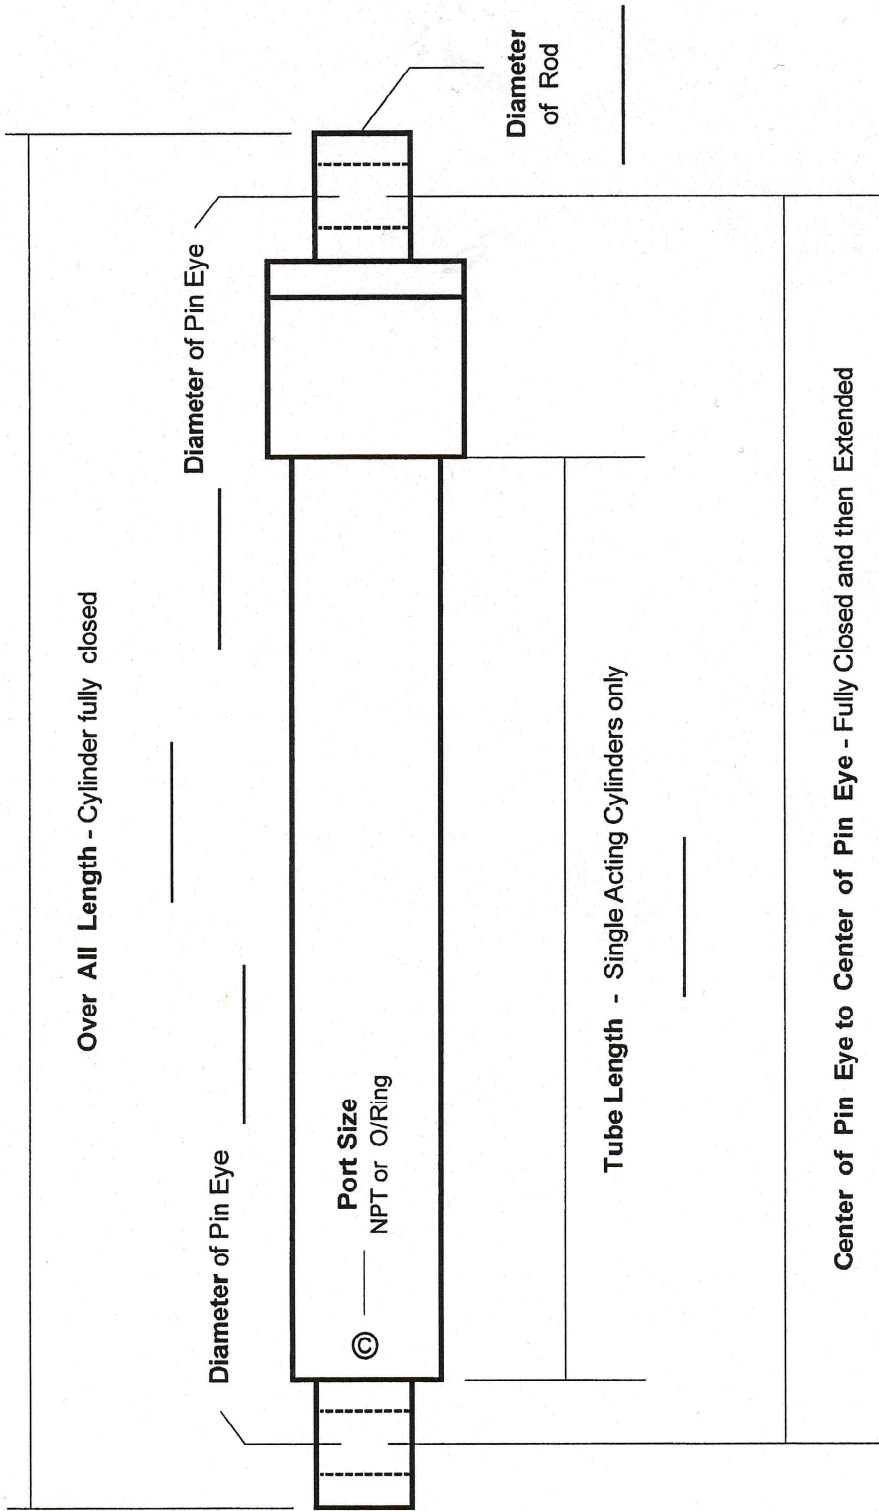 Over All Length - Cylinder fully closed
Diameter of Pin Eye
Diameter of Pin Eye
Port Size
NPT or O/Ring
©
Diameter
of Rod
Tube Length - Single Acting Cylinders only
Center of Pin Eye to Center of Pin Eye - Fully Closed and then Extended